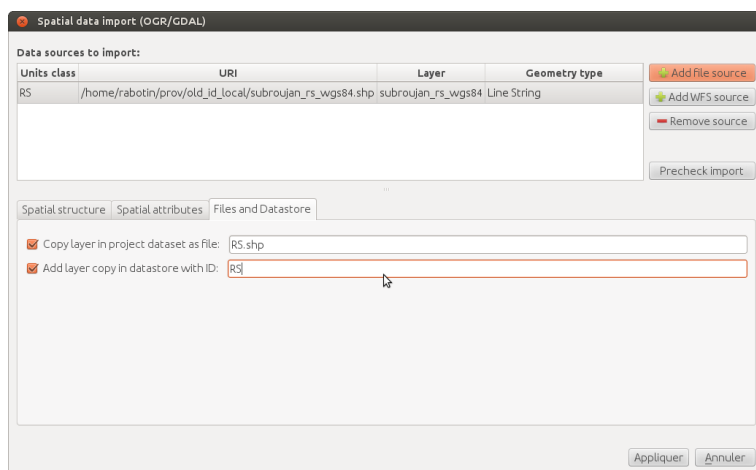 Spatial data import (OGR/GDAL)
Data sources to import:
Units class URI Layer Geometry type
RS /home/rabotin/prov/old_id_local/subroujan_rs_wgs84.shp subroujan_rs_wgs84 Line String
Add file source
Add WFS source
Remove source
Precheck import
Spatial structure Spatial attributes Files and Datastore
Copy layer in project dataset as file: RS.shp
Add layer copy in datastore with ID: RS
Appliquer Annuler